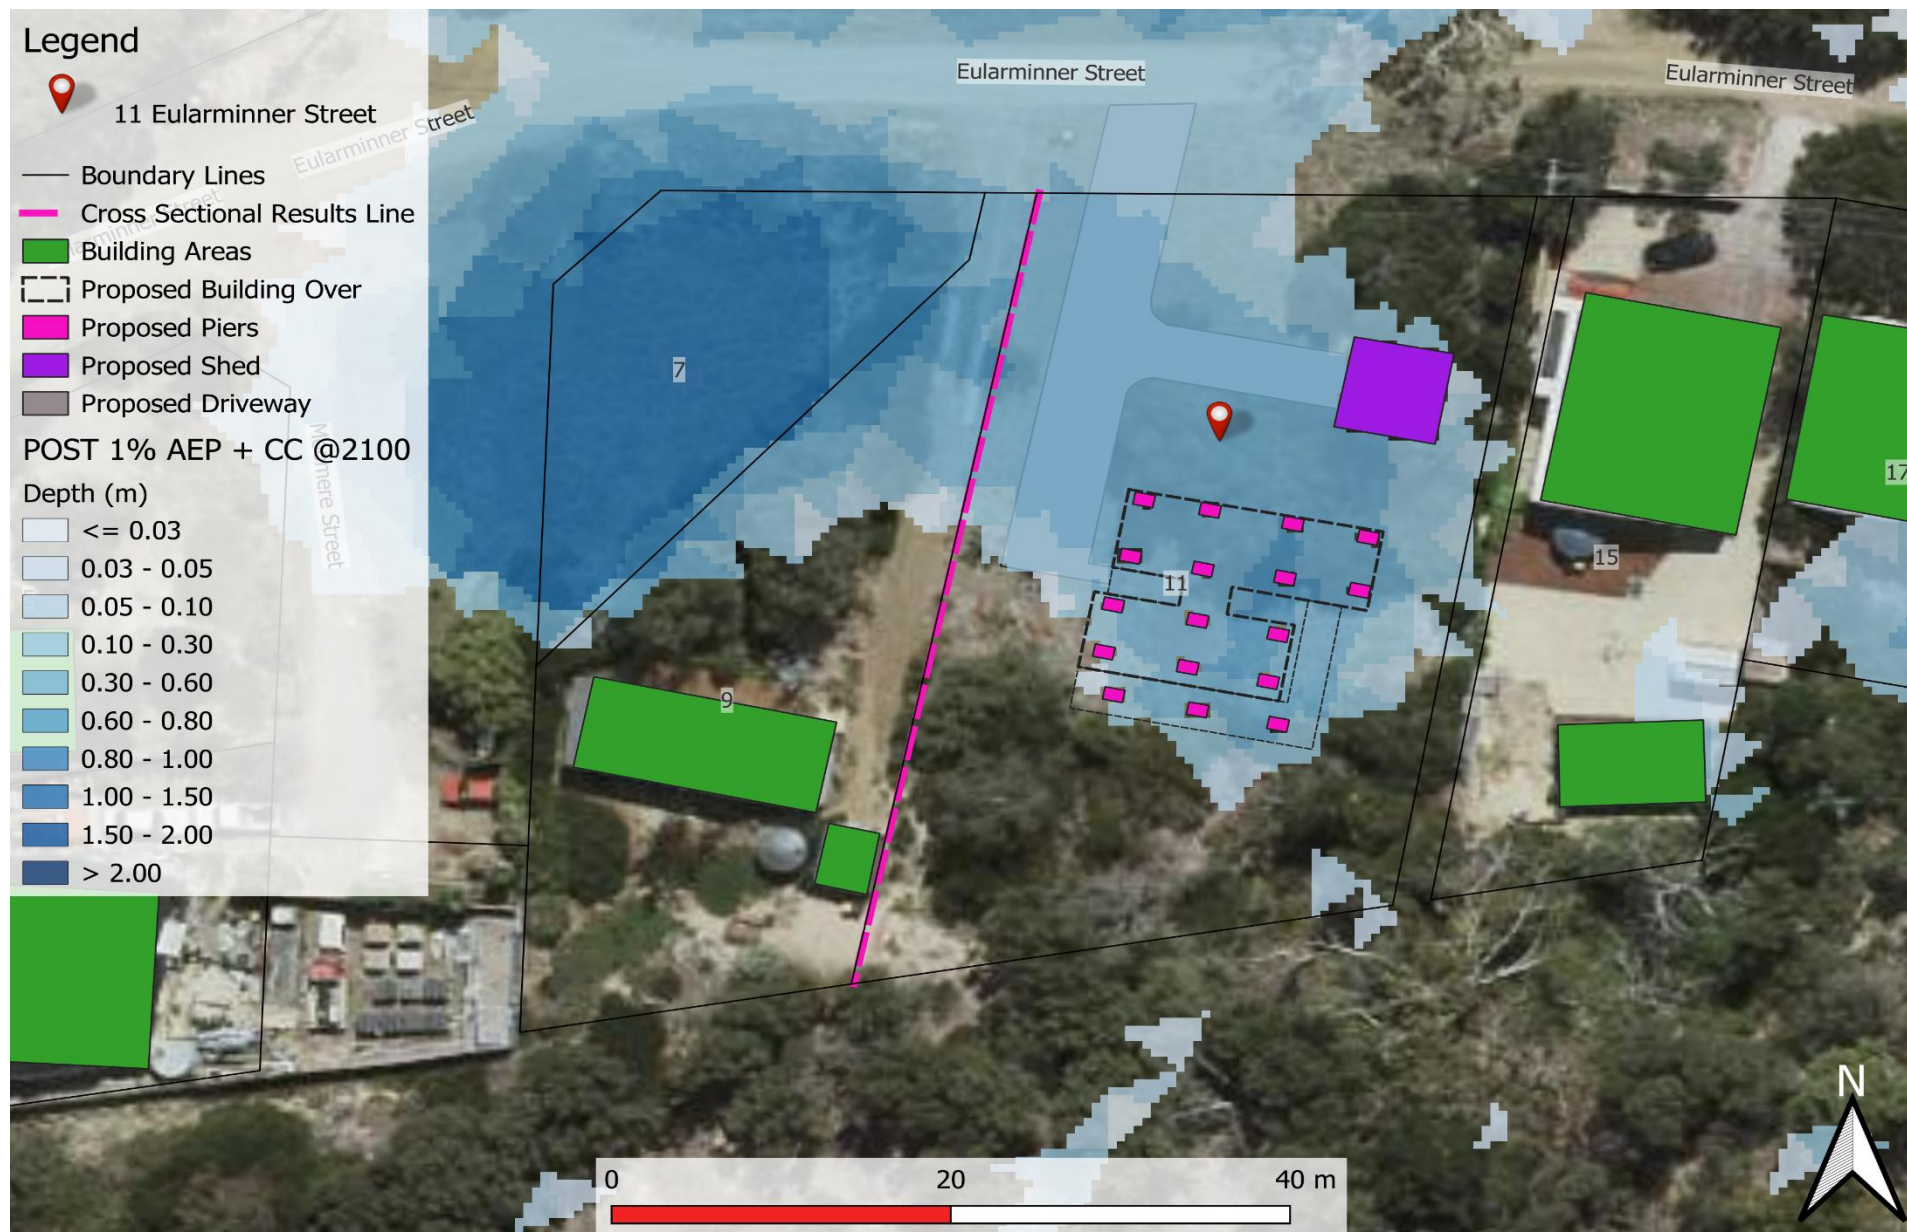 Legend
11 Eularminner Street
Boundary Lines
Cross Sectional Results Line
Building Areas
Proposed Building Over
Proposed Piers
Proposed Shed
Proposed Driveway
POST 1% AEP + CC @2100
Depth (m)
<= 0.03
0.03 - 0.05
0.05 - 0.10
0.10 - 0.30
0.30 - 0.60
0.60 - 0.80
0.80 - 1.00
1.00 - 1.50
1.50 - 2.00
> 2.00
Eularminner Street
Eularminner Street
Eularminner Street
Street
7
9
11
15
17
0 20 40 m
N